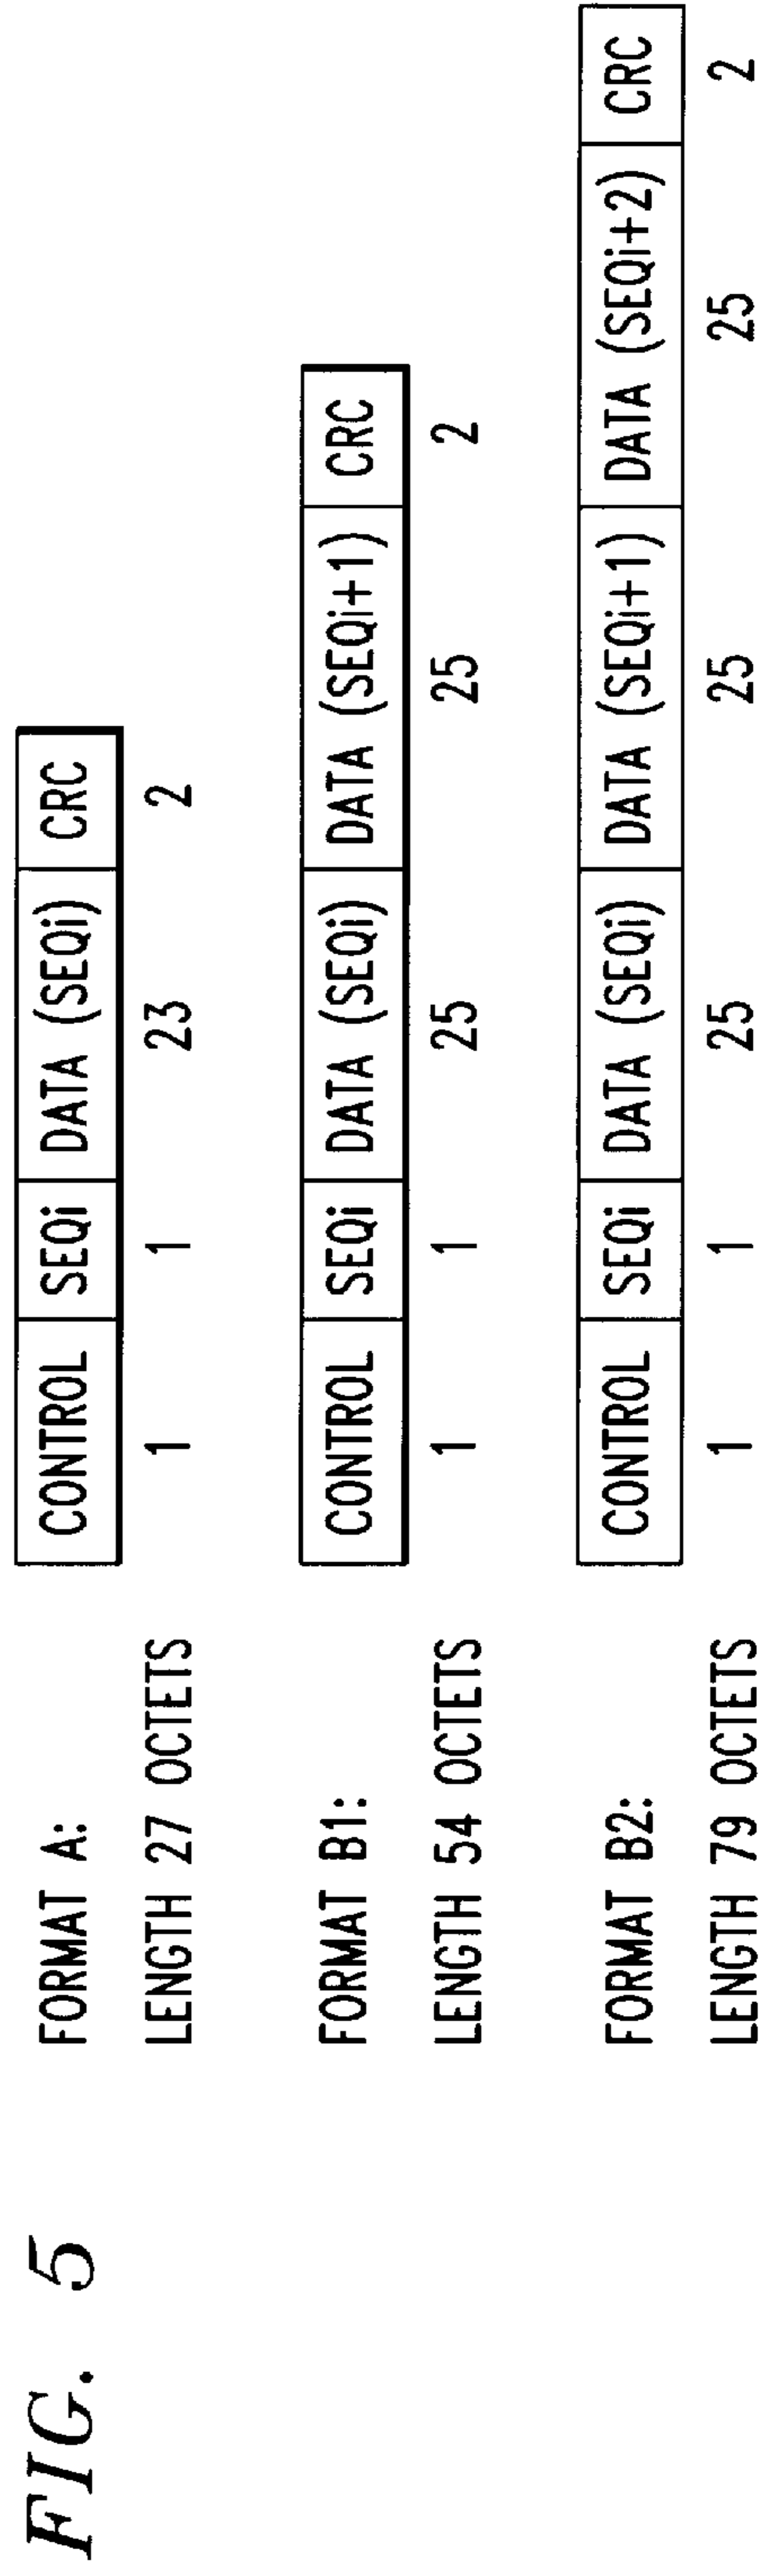 FIG. 5
FORMAT A:
CONTROL SEQi DATA (SEQi) CRC
LENGTH 27 OCTETS 1 1 23 2
FORMAT B1:
CONTROL SEQi DATA (SEQi) DATA (SEQi+1) CRC
LENGTH 54 OCTETS 1 1 25 25 2
FORMAT B2:
CONTROL SEQi DATA (SEQi) DATA (SEQi+1) DATA (SEQi+2) CRC
LENGTH 79 OCTETS 1 1 25 25 25 2